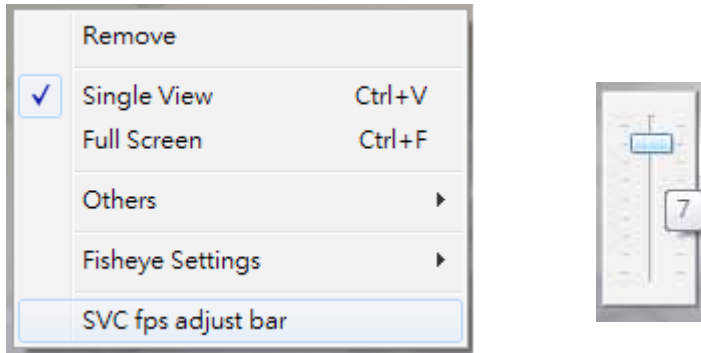 Remove
Single View Ctrl+V
Full Screen Ctrl+F
Others
Fisheye Settings
SVC fps adjust bar
7